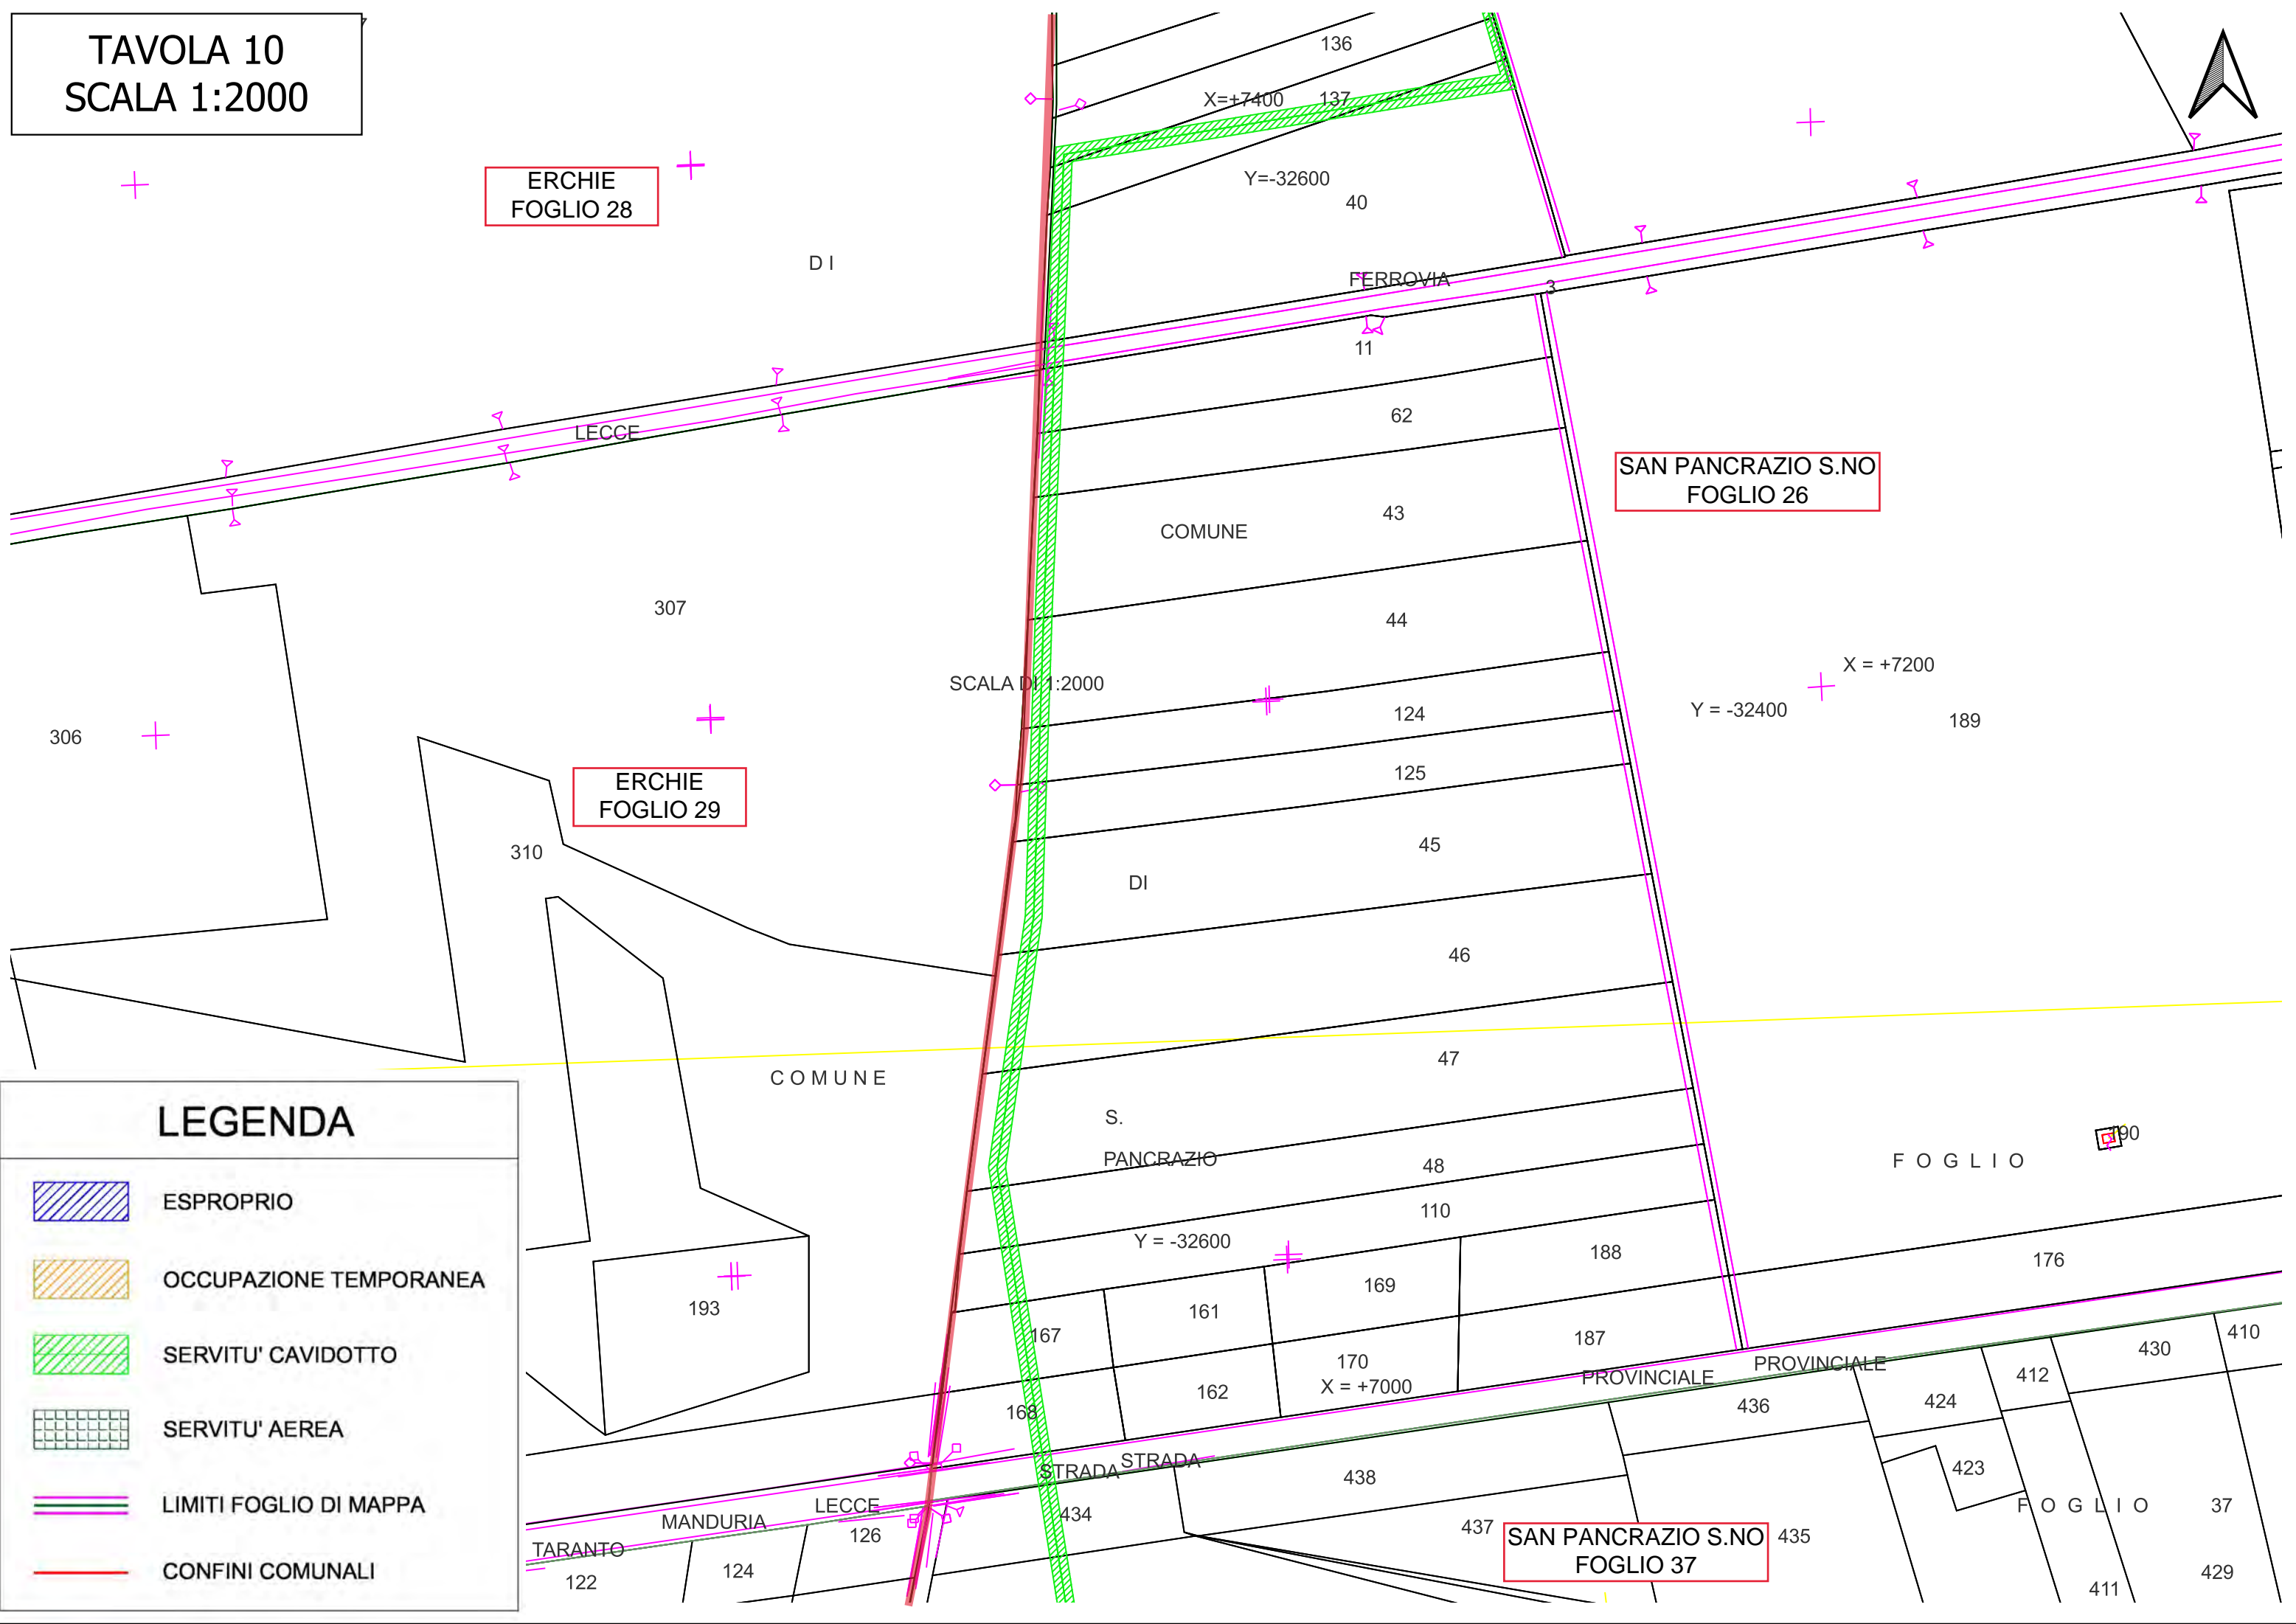 TAVOLA 10
SCALA 1:2000
136
X=+7400
137
ERCHIE
FOGLIO 28
Y=-32600
40
D I
FERROVIA
3
11
62
LECCE
SAN PANCRAZIO S.NO
FOGLIO 26
43
COMUNE
307
44
X = +7200
SCALA DI 1:2000
Y = -32400
124
189
306
125
ERCHIE
FOGLIO 29
45
310
DI
46
47
C O M U N E
S.
PANCRAZIO
48
F O G L I O
190
110
Y = -32600
188
176
169
193
161
167
187
410
430
170
PROVINCIALE
PROVINCIALE
412
X = +7000
162
168
436
424
STRADA
STRADA
438
423
LECCE
F O G L I O
37
MANDURIA
126
434
437
SAN PANCRAZIO S.NO
FOGLIO 37
435
TARANTO
122
124
411
429
LEGENDA
ESPROPRIO
OCCUPAZIONE TEMPORANEA
SERVITU' CAVIDOTTO
SERVITU' AEREA
LIMITI FOGLIO DI MAPPA
CONFINI COMUNALI